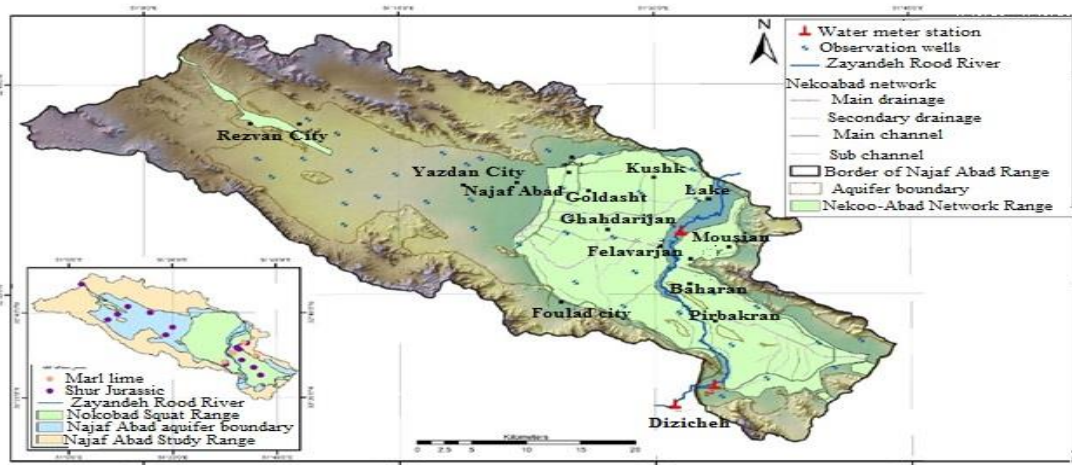 N
Water meter station
Observation wells
Zayandeh Rood River
Nekoabad network
Main drainage
Secondary drainage
Main channel
Sub channel
Border of Najaf Abad Range
Aquifer boundary
Nekoo-Abad Network Range
Rezvan City
Yazdan City
Najaf Abad
Kushk
Goldasht
Lake
Ghahdarijan
Mousian
Felavarjan
Baharan
Foulad city
Pirbakran
Dizicheh
Marl lime
Shur Jurassic
Zayandeh Rood River
Nokobad Squat Range
Najaf Abad aquifer boundary
Najaf Abad Study Range
Kilometers
0 2.5 5 10 15 20